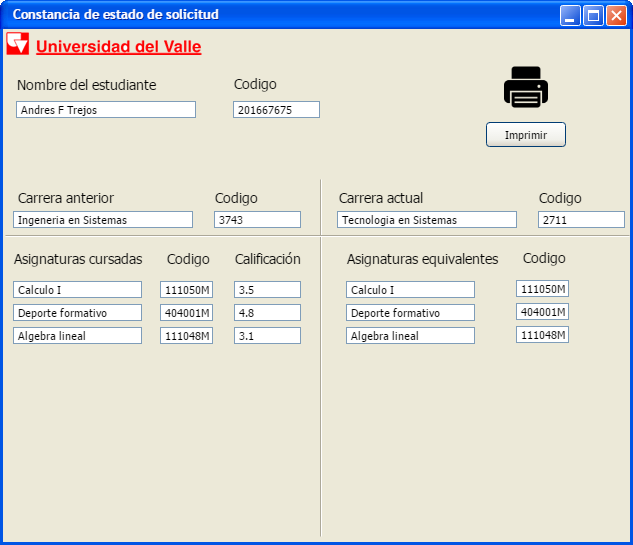 Constancia de estado de solicitud
Universidad del Valle
Nombre del estudiante Codigo
Andres F Trejos 201667675
Imprimir
Carrera anterior Codigo Carrera actual Codigo
Ingeneria en Sistemas 3743 Tecnologia en Sistemas 2711
Asignaturas cursadas Codigo Calificación Asignaturas equivalentes Codigo
Calculo I 111050M 3.5 Calculo I 111050M
Deporte formativo 404001M 4.8 Deporte formativo 404001M
Algebra lineal 111048M 3.1 Algebra lineal 111048M